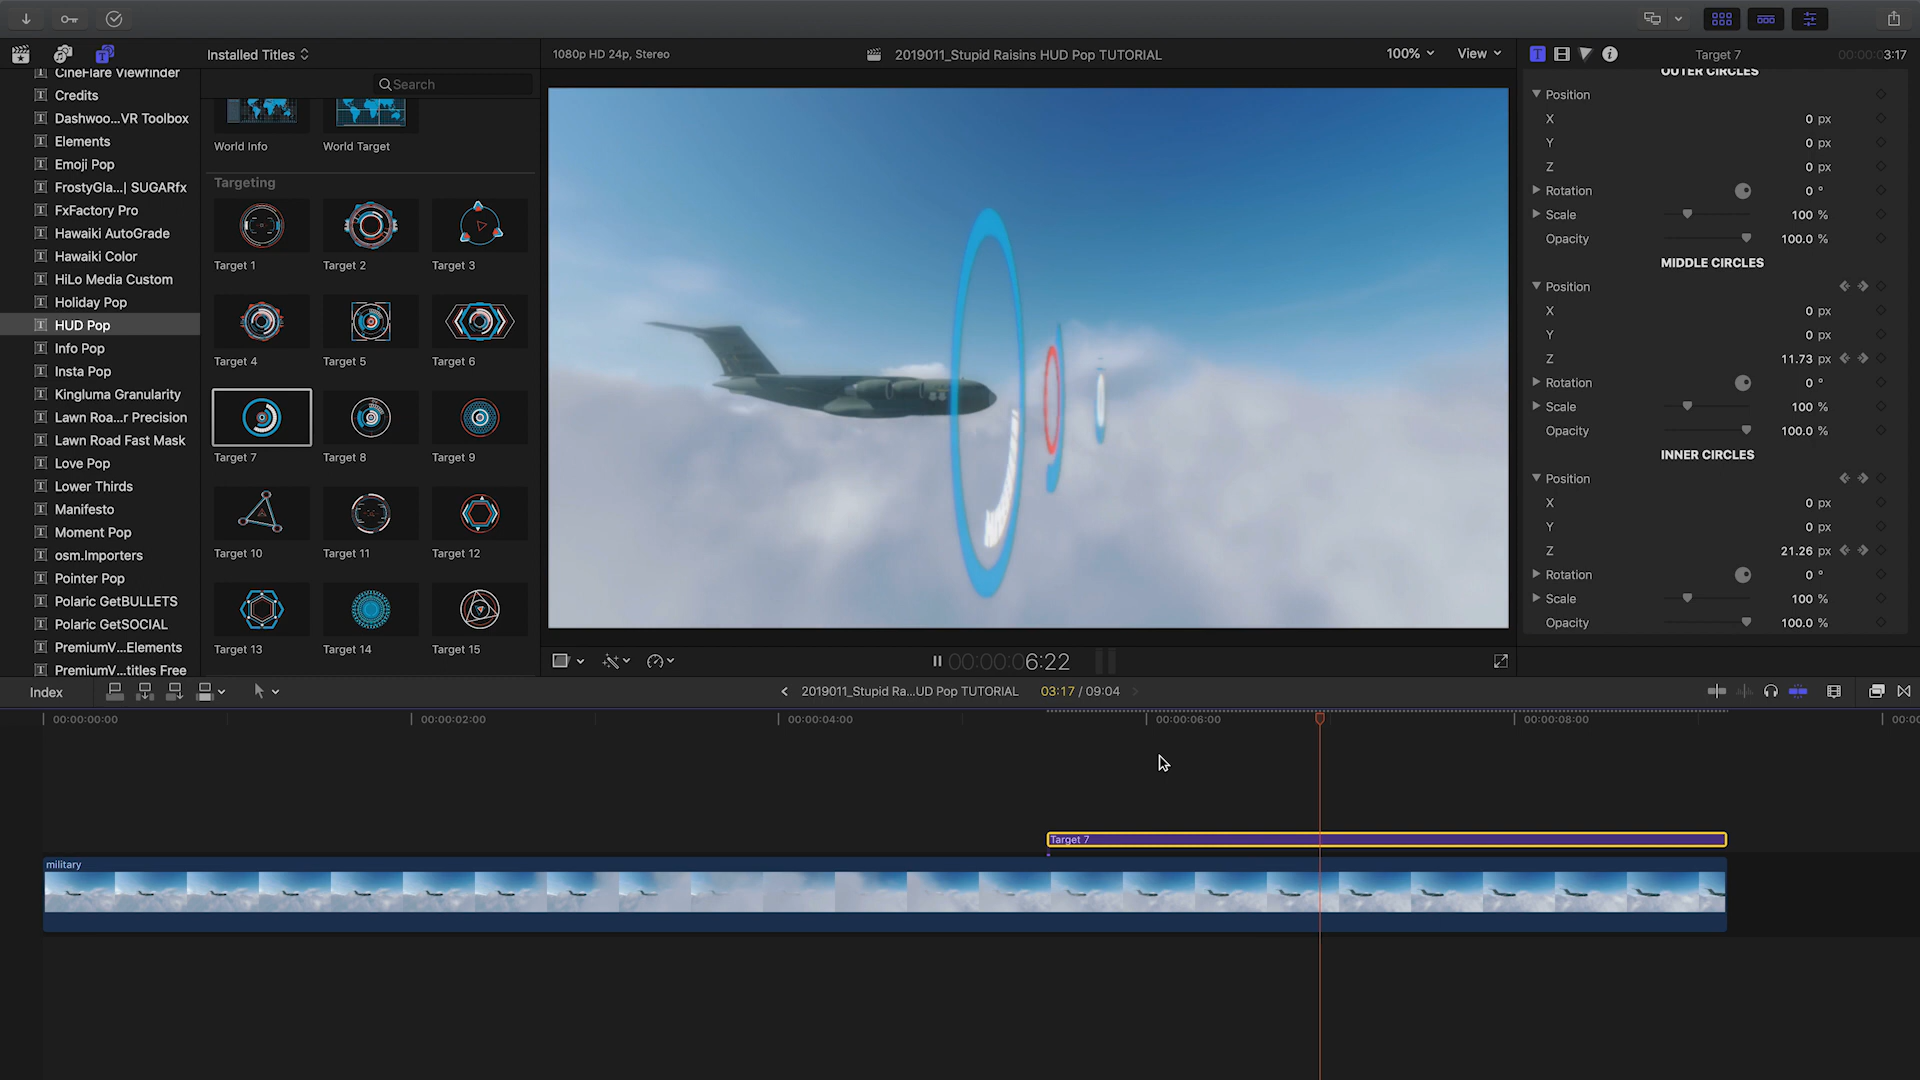 Installed Titles
1080p HD 24p, Stereo
2019011_Stupid Raisins HUD Pop TUTORIAL
100%
View
Target 7
00:00:03:17
CineFlare Viewfinder
Credits
Dashwoo...VR Toolbox
Elements
Emoji Pop
FrostyGla...| SUGARfx
FxFactory Pro
Hawaiki AutoGrade
Hawaiki Color
HiLo Media Custom
Holiday Pop
HUD Pop
Info Pop
Insta Pop
Kingluma Granularity
Lawn Roa...r Precision
Lawn Road Fast Mask
Love Pop
Lower Thirds
Manifesto
Moment Pop
osm.Importers
Pointer Pop
Polaric GetBULLETS
Polaric GetSOCIAL
PremiumV...Elements
PremiumV...titles Free
Search
World Info
World Target
Targeting
Target 1
Target 2
Target 3
Target 4
Target 5
Target 6
Target 7
Target 8
Target 9
Target 10
Target 11
Target 12
Target 13
Target 14
Target 15
OUTER CIRCLES
Position
X 0 px
Y 0 px
Z 0 px
Rotation 0 °
Scale 100 %
Opacity 100.0 %
MIDDLE CIRCLES
Position
X 0 px
Y 0 px
Z 11.73 px
Rotation 0 °
Scale 100 %
Opacity 100.0 %
INNER CIRCLES
Position
X 0 px
Y 0 px
Z 21.26 px
Rotation 0 °
Scale 100 %
Opacity 100.0 %
00:00:06:22
Index
2019011_Stupid Ra...UD Pop TUTORIAL
03:17 / 09:04
00:00:00:00
00:00:02:00
00:00:04:00
00:00:06:00
00:00:08:00
00:00
Target 7
military